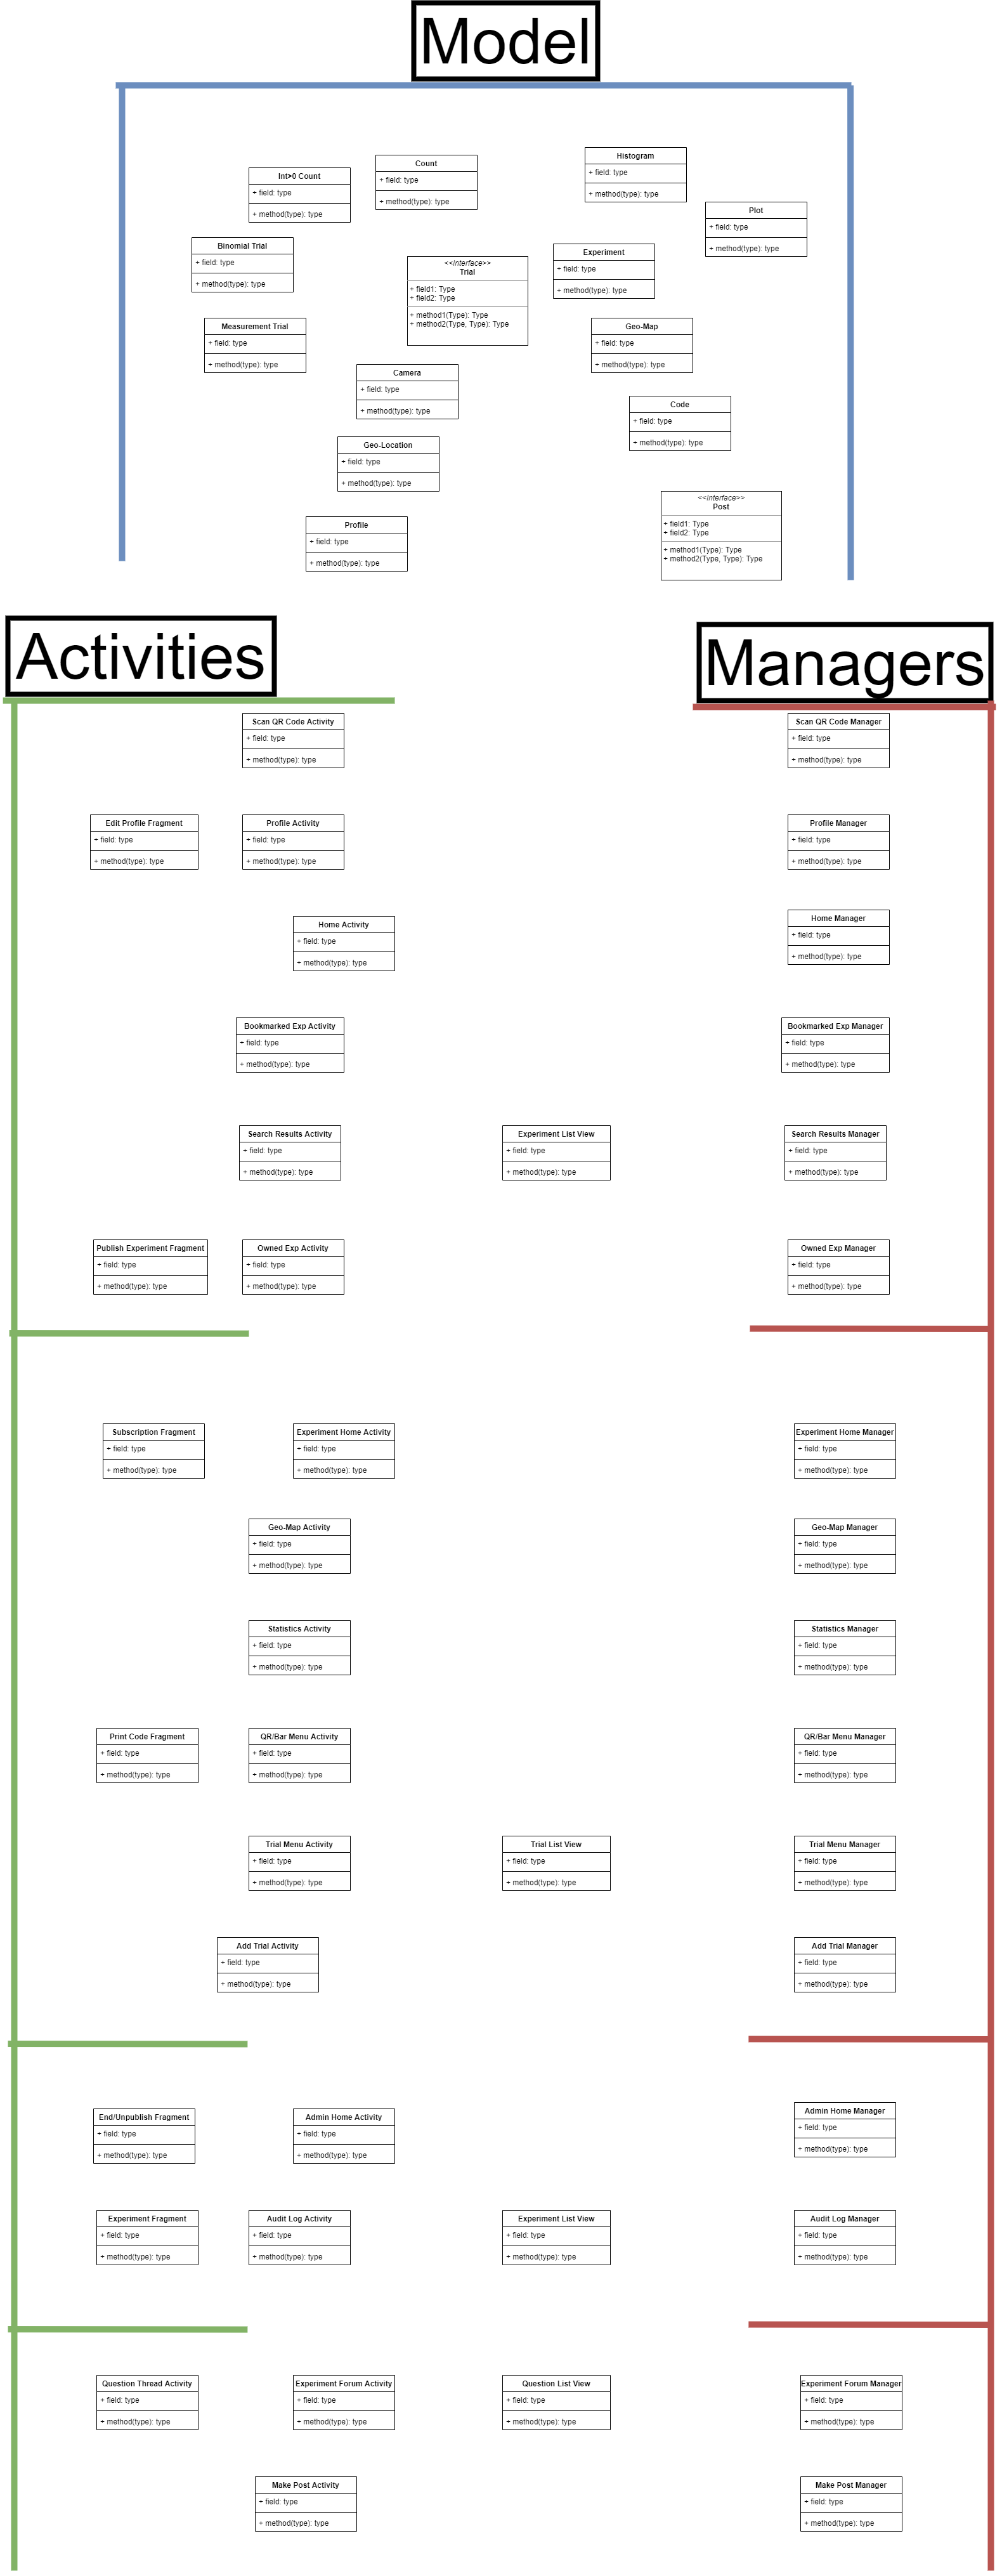 Model
Int>0 Count
+ field: type
+ method(type): type
Count
+ field: type
+ method(type): type
Histogram
+ field: type
+ method(type): type
Plot
+ field: type
+ method(type): type
Binomial Trial
+ field: type
+ method(type): type
<<interface>>
Trial
+ field1: Type
+ field2: Type
+ method1(Type): Type
+ method2(Type, Type): Type
Experiment
+ field: type
+ method(type): type
Measurement Trial
+ field: type
+ method(type): type
Geo-Map
+ field: type
+ method(type): type
Camera
+ field: type
+ method(type): type
Code
+ field: type
+ method(type): type
Geo-Location
+ field: type
+ method(type): type
<<interface>>
Post
+ field1: Type
+ field2: Type
+ method1(Type): Type
+ method2(Type, Type): Type
Profile
+ field: type
+ method(type): type
Activities
Managers
Scan QR Code Activity
+ field: type
+ method(type): type
Scan QR Code Manager
+ field: type
+ method(type): type
Edit Profile Fragment
+ field: type
+ method(type): type
Profile Activity
+ field: type
+ method(type): type
Profile Manager
+ field: type
+ method(type): type
Home Activity
+ field: type
+ method(type): type
Home Manager
+ field: type
+ method(type): type
Bookmarked Exp Activity
+ field: type
+ method(type): type
Bookmarked Exp Manager
+ field: type
+ method(type): type
Search Results Activity
+ field: type
+ method(type): type
Experiment List View
+ field: type
+ method(type): type
Search Results Manager
+ field: type
+ method(type): type
Publish Experiment Fragment
+ field: type
+ method(type): type
Owned Exp Activity
+ field: type
+ method(type): type
Owned Exp Manager
+ field: type
+ method(type): type
Subscription Fragment
+ field: type
+ method(type): type
Experiment Home Activity
+ field: type
+ method(type): type
Experiment Home Manager
+ field: type
+ method(type): type
Geo-Map Activity
+ field: type
+ method(type): type
Geo-Map Manager
+ field: type
+ method(type): type
Statistics Activity
+ field: type
+ method(type): type
Statistics Manager
+ field: type
+ method(type): type
Print Code Fragment
+ field: type
+ method(type): type
QR/Bar Menu Activity
+ field: type
+ method(type): type
QR/Bar Menu Manager
+ field: type
+ method(type): type
Trial Menu Activity
+ field: type
+ method(type): type
Trial List View
+ field: type
+ method(type): type
Trial Menu Manager
+ field: type
+ method(type): type
Add Trial Activity
+ field: type
+ method(type): type
Add Trial Manager
+ field: type
+ method(type): type
End/Unpublish Fragment
+ field: type
+ method(type): type
Admin Home Activity
+ field: type
+ method(type): type
Admin Home Manager
+ field: type
+ method(type): type
Experiment Fragment
+ field: type
+ method(type): type
Audit Log Activity
+ field: type
+ method(type): type
Experiment List View
+ field: type
+ method(type): type
Audit Log Manager
+ field: type
+ method(type): type
Question Thread Activity
+ field: type
+ method(type): type
Experiment Forum Activity
+ field: type
+ method(type): type
Question List View
+ field: type
+ method(type): type
Experiment Forum Manager
+ field: type
+ method(type): type
Make Post Activity
+ field: type
+ method(type): type
Make Post Manager
+ field: type
+ method(type): type